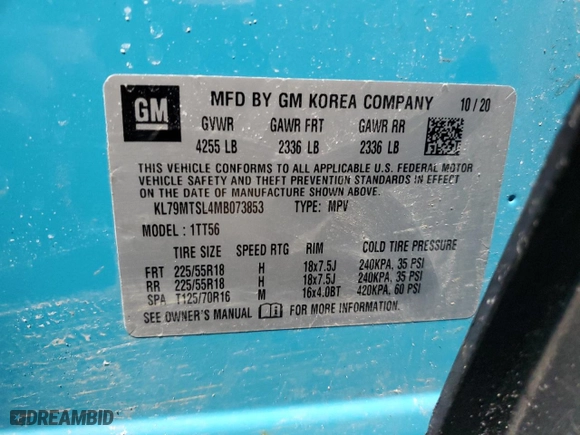 GM
MFD BY GM KOREA COMPANY 10/20
GVWR GAWR FRT GAWR RR
4255 LB 2336 LB 2336 LB
THIS VEHICLE CONFORMS TO ALL APPLICABLE U.S. FEDERAL MOTOR
VEHICLE SAFETY AND THEFT PREVENTION STANDARDS IN EFFECT
ON THE DATE OF MANUFACTURE SHOWN ABOVE.
KL79MTSL4MB073853 TYPE: MPV
MODEL: 1TT56
TIRE SIZE SPEED RTG RIM COLD TIRE PRESSURE
FRT 225/55R18 H 18x7.5J 240KPA, 35 PSI
RR 225/55R18 H 18x7.5J 240KPA, 35 PSI
SPA T125/70R16 M 16x4.0BT 420KPA, 60 PSI
SEE OWNER'S MANUAL FOR MORE INFORMATION
DREAMBID